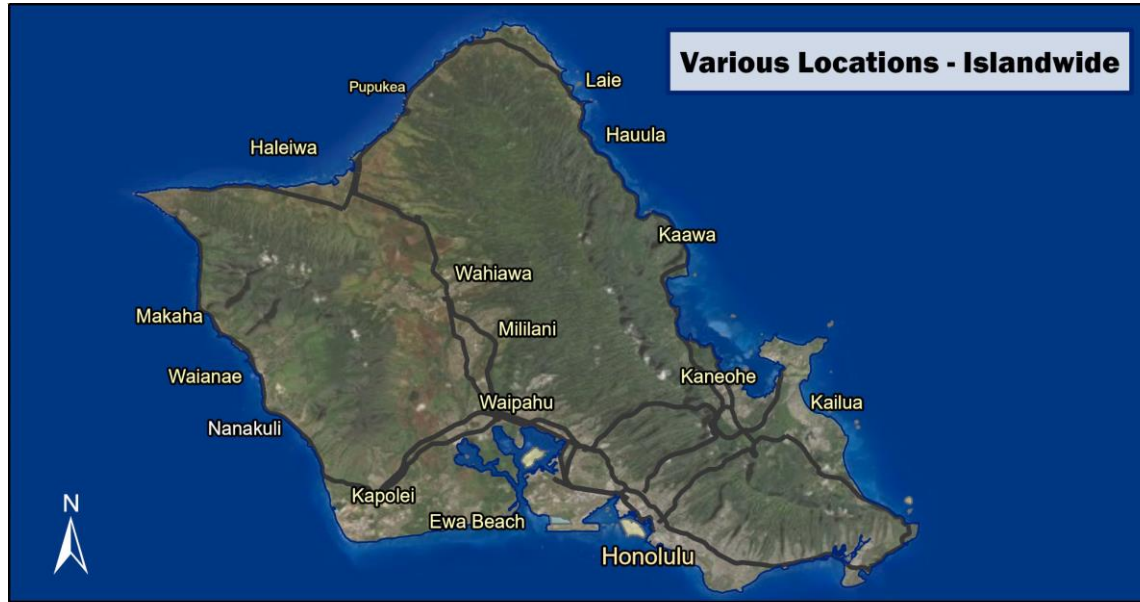 Various Locations - Islandwide
Laie
Pupukea
Hauula
Haleiwa
Kaawa
Wahiawa
Makaha
Mililani
Waianae
Kaneohe
Waipahu
Kailua
Nanakuli
Kapolei
N
Ewa Beach
Honolulu